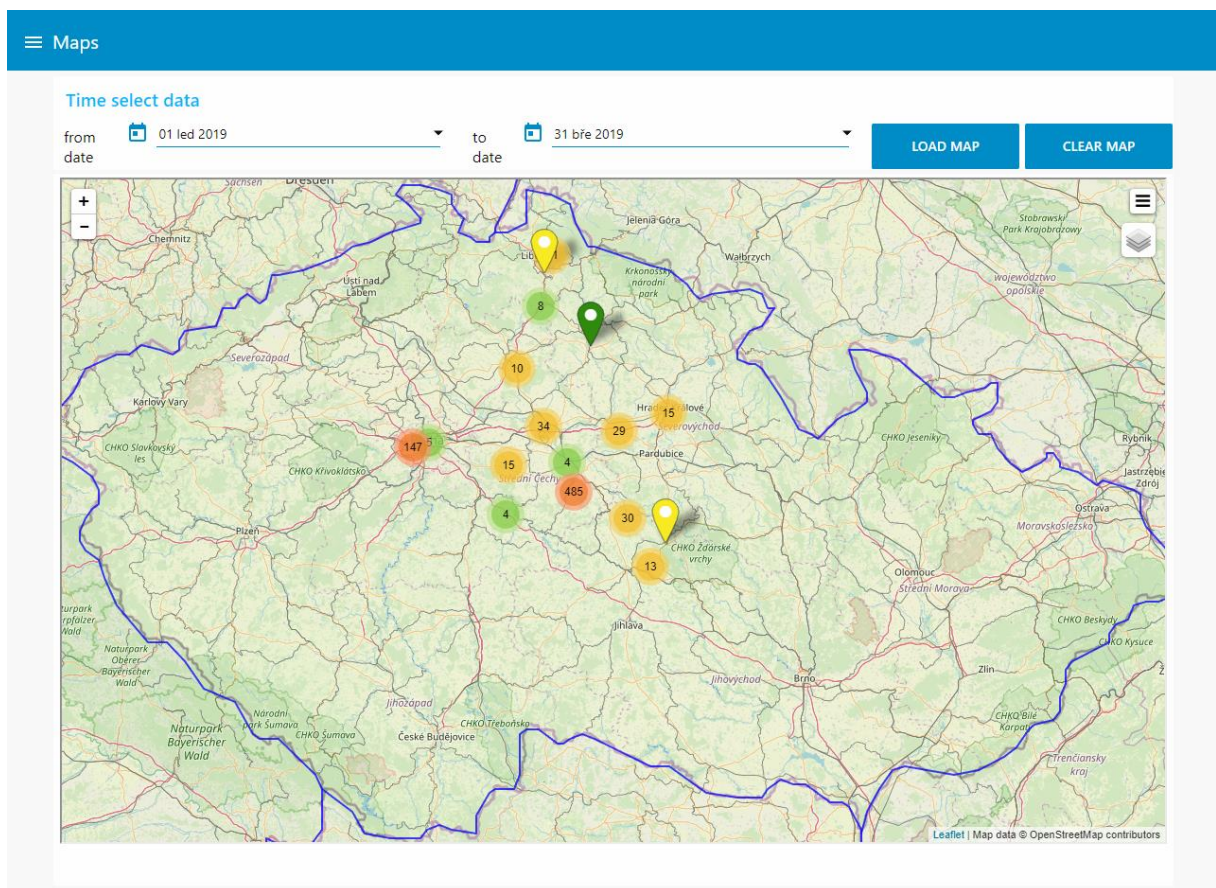 Maps
Time select data
from
date
01 led 2019
to
date
31 bře 2019
LOAD MAP
CLEAR MAP
+
-
Sachsen
Dresden
Chemnitz
Ústí nad
Labem
Jelenia Góra
Wałbrzych
Krkonošský
národní
park
Stobrawski
Park Krajobrazowy
województwo
opolskie
8
Severozápad
10
Karlovy Vary
15
Severovýchod
34
29
CHKO Slavkovský
les
147
CHKO Křivoklátsko
15
4
Střední Čechy
Pardubice
CHKO Jeseníky
Rybnik
Jastrzębie
Zdrój
485
4
30
Ostrava
Moravskoslezsko
Plzeň
CHKO Žďárské
vrchy
13
Olomouc
Střední Morava
Jihlava
CHKO Beskydy
CHKO Kysuce
Naturpark
Oberer
Bayerischer
Wald
Jihovýchod
Brno
Zlín
Jihozápad
Národní
park Šumava
CHKO Šumava
CHKO Třeboňsko
České Budějovice
CHKO Bílé
Karpaty
Naturpark
Bayerischer
Wald
Trenčiansky
kraj
Leaflet | Map data © OpenStreetMap contributors